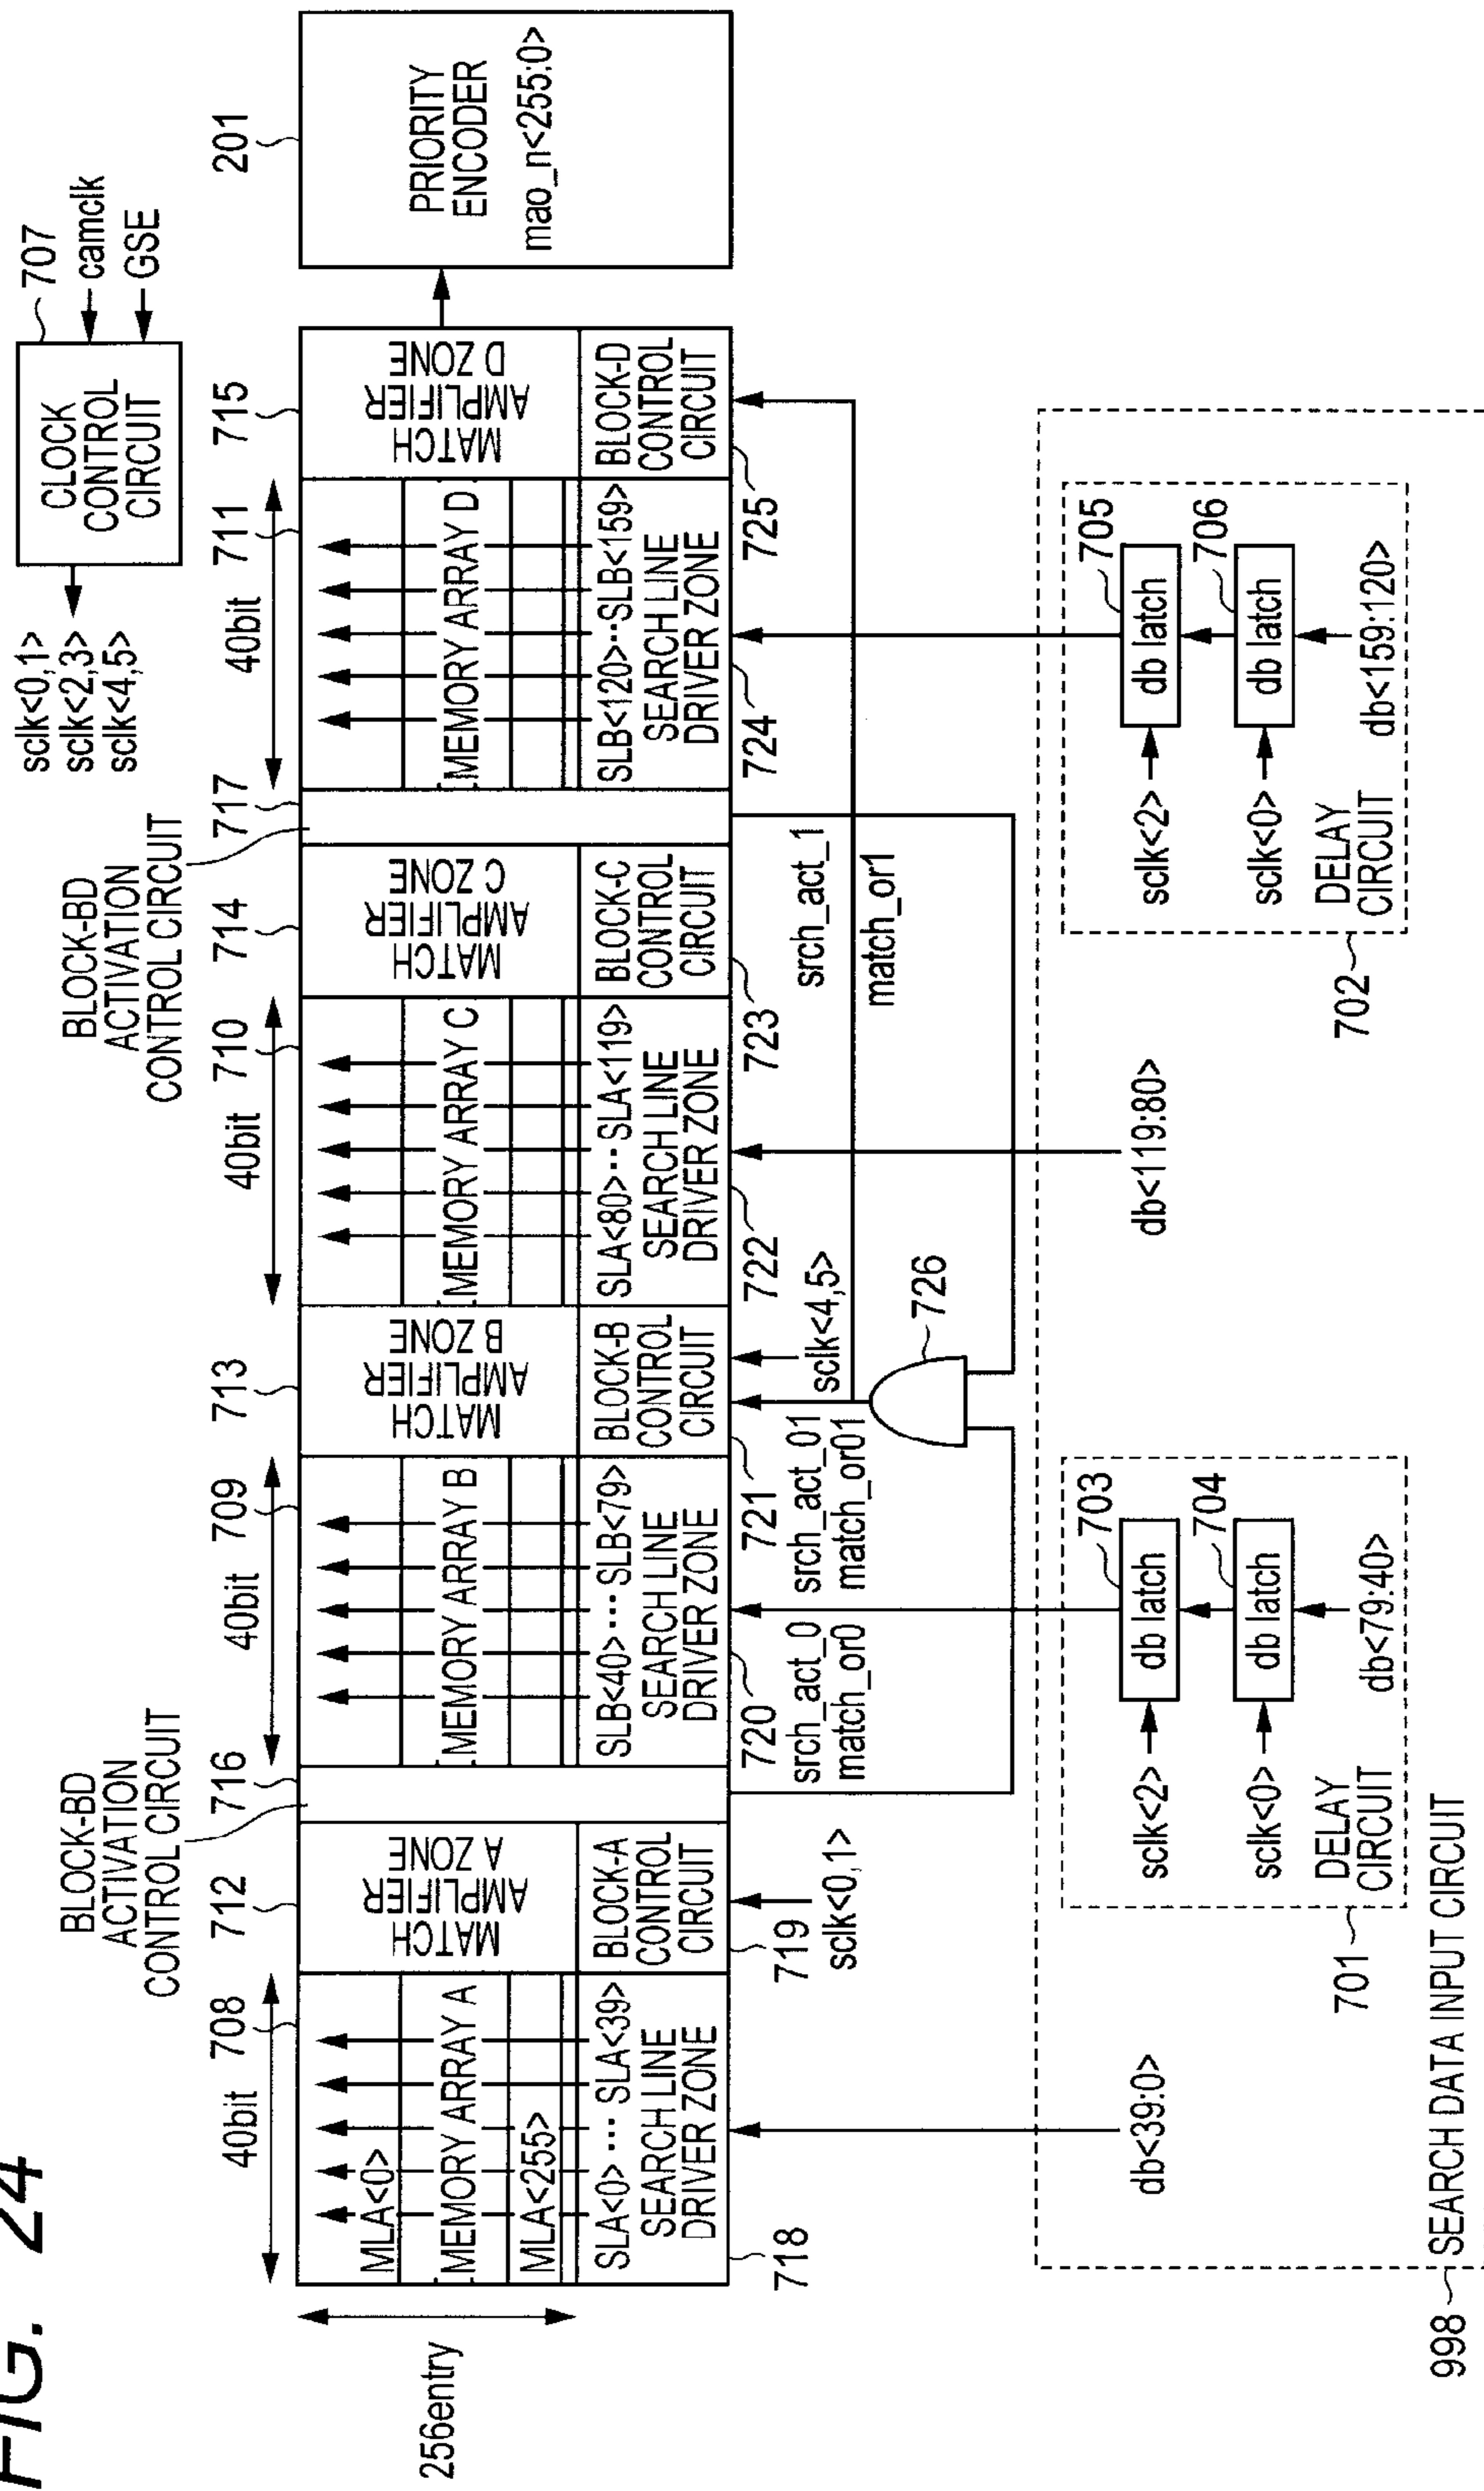 FIG. 24
sclk<0,1>
sclk<2,3>
sclk<4,5>
CLOCK
CONTROL
CIRCUIT
707
camclk
GSE
BLOCK-BD
ACTIVATION
CONTROL CIRCUIT
BLOCK-BD
ACTIVATION
CONTROL CIRCUIT
40bit
708
712
716
40bit
709
713
40bit
710
714
717
40bit
711
715
201
256entry
MLA<0>
MEMORY ARRAY A
MLA<255>
SLA<0> ··· SLA<39>
SEARCH LINE
DRIVER ZONE
MATCH
AMPLIFIER
A ZONE
BLOCK-A
CONTROL
CIRCUIT
MEMORY ARRAY B
SLB<40> ··· SLB<79>
SEARCH LINE
DRIVER ZONE
MATCH
AMPLIFIER
B ZONE
BLOCK-B
CONTROL
CIRCUIT
MEMORY ARRAY C
SLA<80> ··· SLA<119>
SEARCH LINE
DRIVER ZONE
MATCH
AMPLIFIER
C ZONE
BLOCK-C
CONTROL
CIRCUIT
MEMORY ARRAY D
SLB<120>··SLB<159>
SEARCH LINE
DRIVER ZONE
MATCH
AMPLIFIER
D ZONE
BLOCK-D
CONTROL
CIRCUIT
PRIORITY
ENCODER
mao_n<255:0>
718
719
720
721
722
723
724
725
sclk<0,1>
srch_act_0
match_or0
srch_act_01
match_or01
sclk<4,5>
726
srch_act_1
match_or1
db<39:0>
sclk<2>
db latch
703
sclk<0>
db latch
704
DELAY
CIRCUIT
db<79:40>
701
db<119:80>
sclk<2>
db latch
705
sclk<0>
db latch
706
DELAY
CIRCUIT
db<159:120>
702
998
SEARCH DATA INPUT CIRCUIT